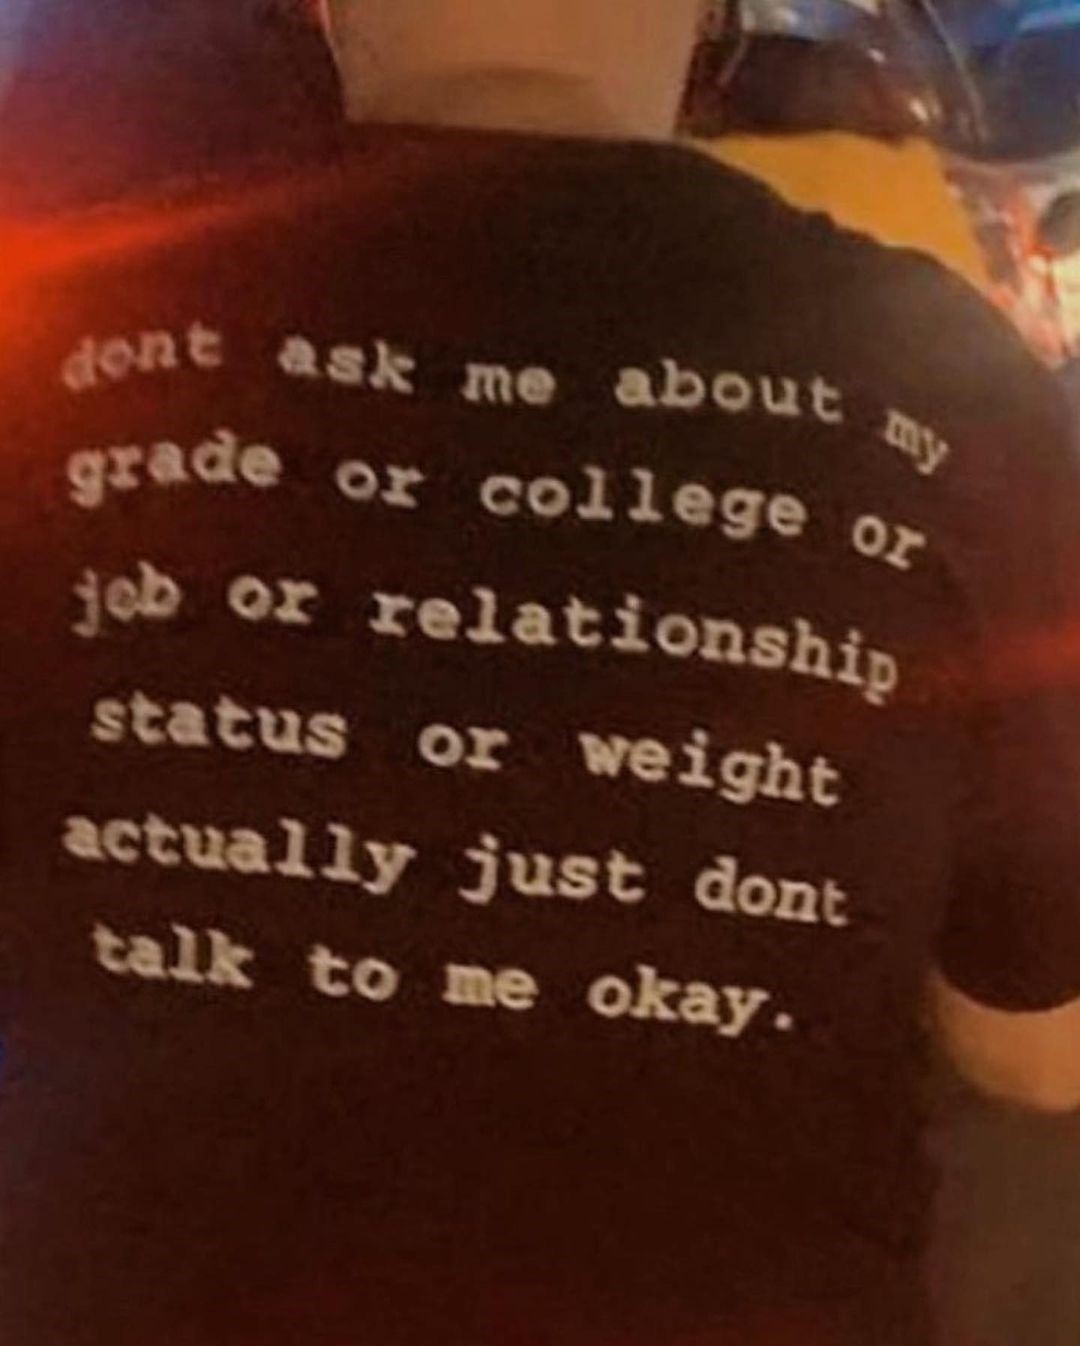 dont ask me about my
grade or college or
job or relationship
status or weight
actually just dont
talk to me okay.